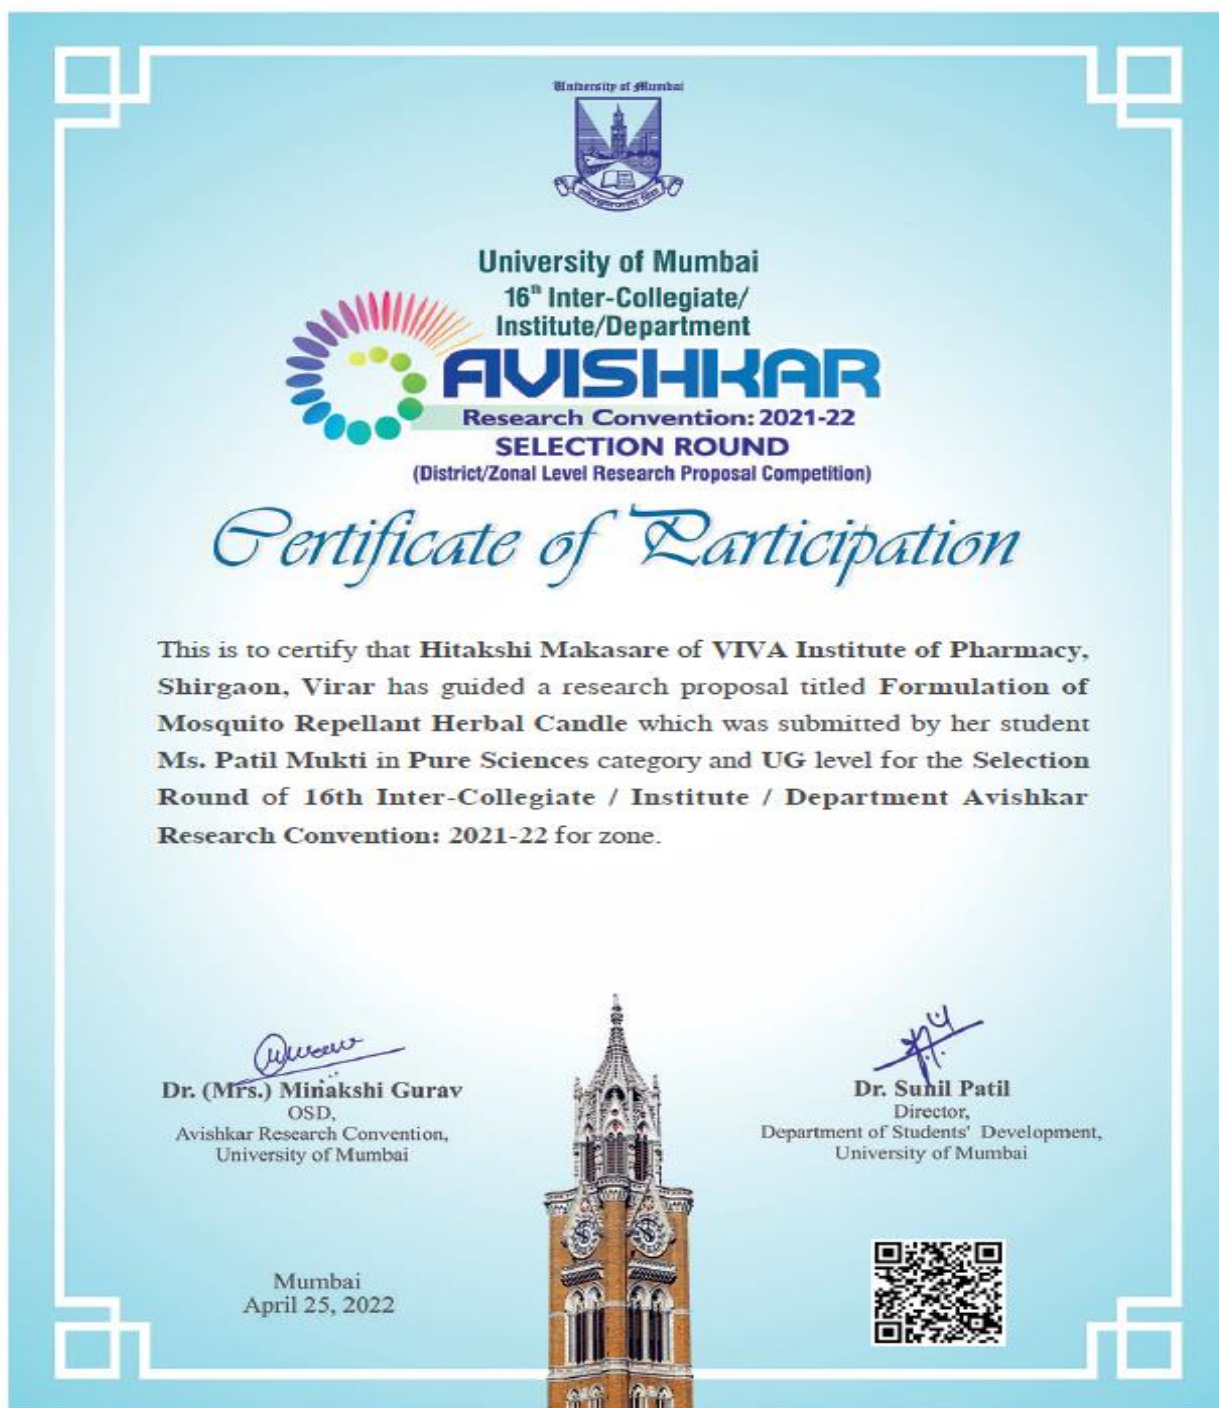 University of Mumbai
University of Mumbai
16th Inter-Collegiate/
Institute/Department
AVISHKAR
Research Convention: 2021-22
SELECTION ROUND
(District/Zonal Level Research Proposal Competition)
Certificate of Participation
This is to certify that Hitakshi Makasare of VIVA Institute of Pharmacy,
Shirgaon, Virar has guided a research proposal titled Formulation of
Mosquito Repellant Herbal Candle which was submitted by her student
Ms. Patil Mukti in Pure Sciences category and UG level for the Selection
Round of 16th Inter-Collegiate / Institute / Department Avishkar
Research Convention: 2021-22 for zone.
Dr. (Mrs.) Minakshi Gurav
OSD,
Avishkar Research Convention,
University of Mumbai
Dr. Sunil Patil
Director,
Department of Students' Development,
University of Mumbai
Mumbai
April 25, 2022